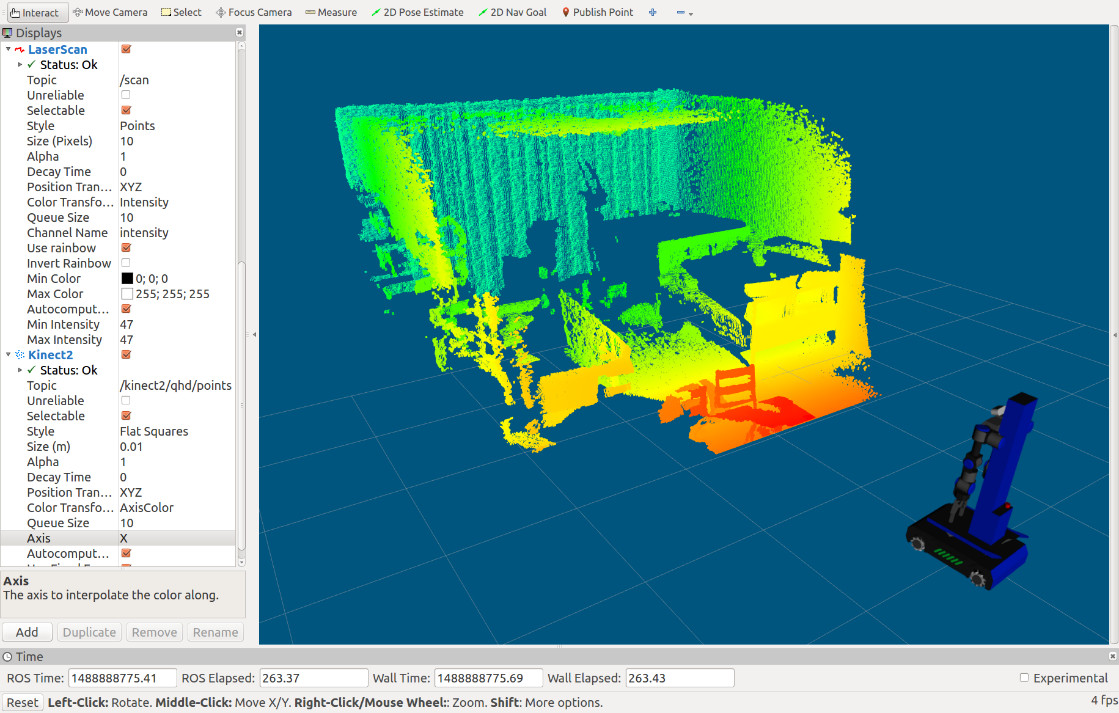 Interact Move Camera Select Focus Camera Measure 2D Pose Estimate 2D Nav Goal Publish Point
Displays
LaserScan
Status: Ok
Topic /scan
Unreliable
Selectable
Style Points
Size (Pixels) 10
Alpha 1
Decay Time 0
Position Tran... XYZ
Color Transfo... Intensity
Queue Size 10
Channel Name intensity
Use rainbow
Invert Rainbow
Min Color 0; 0; 0
Max Color 255; 255; 255
Autocomput...
Min Intensity 47
Max Intensity 47
Kinect2
Status: Ok
Topic /kinect2/qhd/points
Unreliable
Selectable
Style Flat Squares
Size (m) 0.01
Alpha 1
Decay Time 0
Position Tran... XYZ
Color Transfo... AxisColor
Queue Size 10
Axis X
Autocomput...
Axis
The axis to interpolate the color along.
Add Duplicate Remove Rename
Time
ROS Time: 1488888775.41 ROS Elapsed: 263.37 Wall Time: 1488888775.69 Wall Elapsed: 263.43 Experimental
Reset Left-Click: Rotate. Middle-Click: Move X/Y. Right-Click/Mouse Wheel:: Zoom. Shift: More options. 4 fps